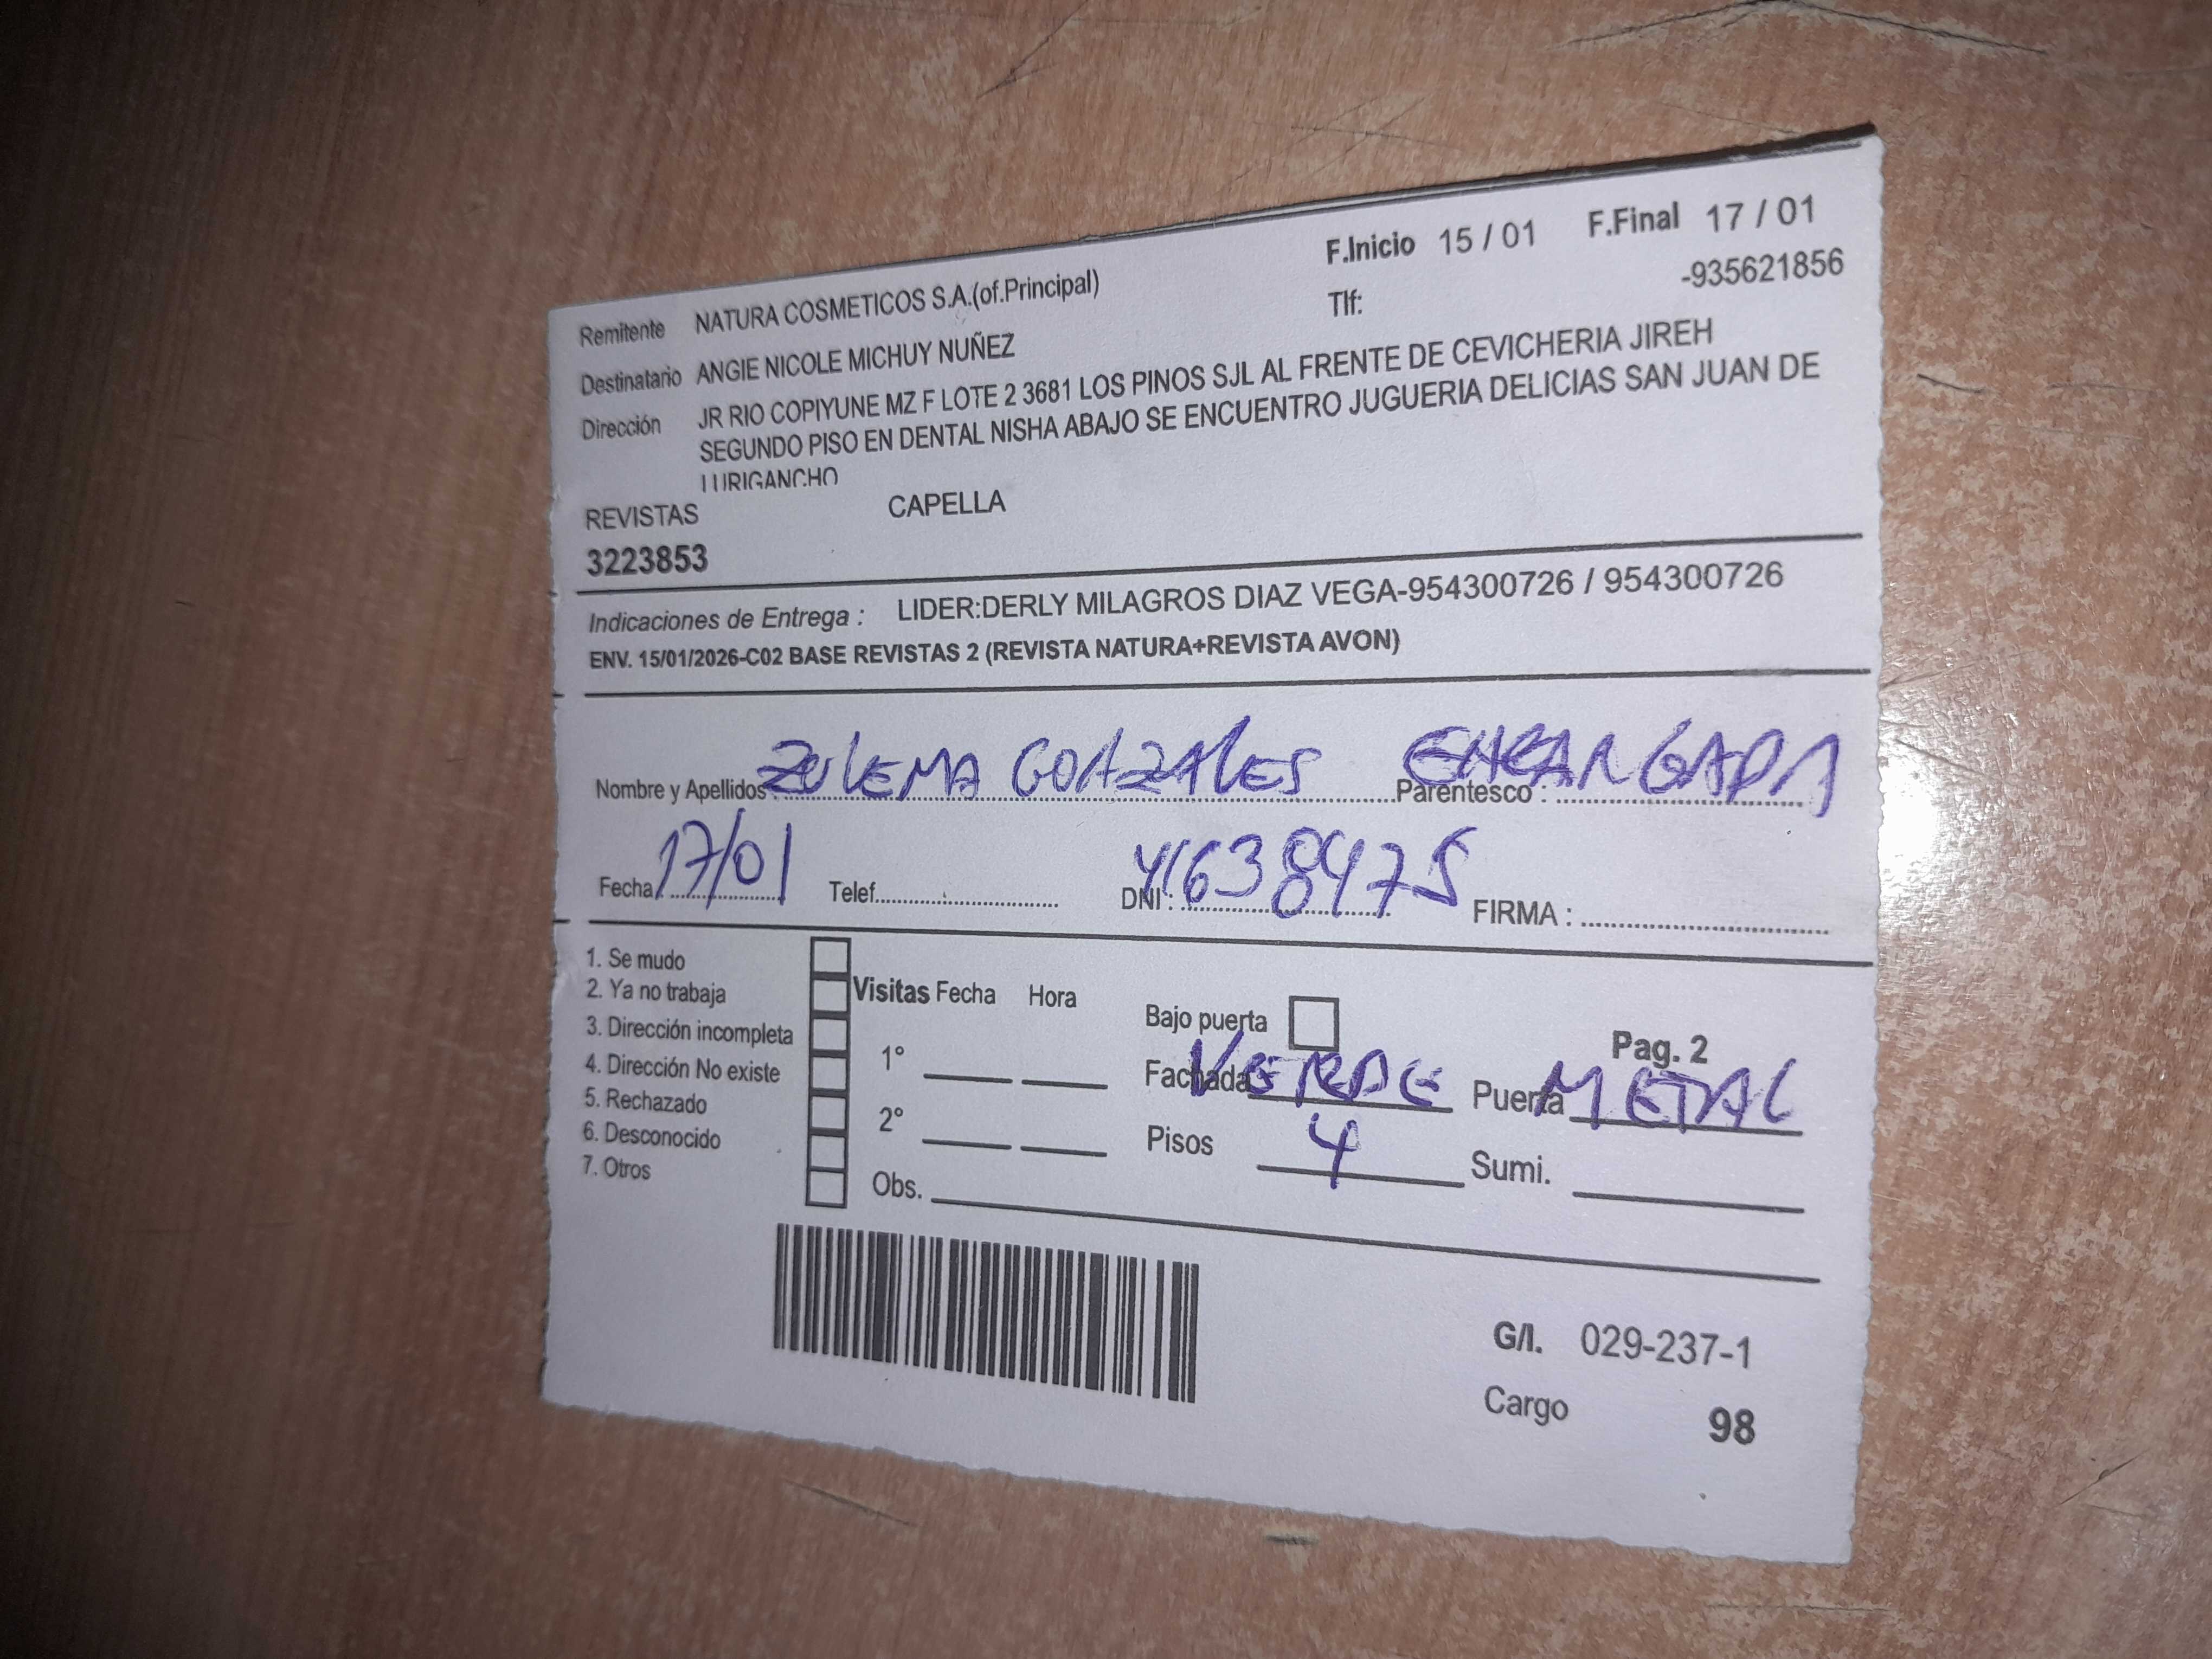 F.Inicio 15 / 01 F.Final 17 / 01
Remitente NATURA COSMETICOS S.A.(of.Principal) Tlf: -935621856
Destinatario ANGIE NICOLE MICHUY NUÑEZ
Dirección JR RIO COPIYUNE MZ F LOTE 2 3681 LOS PINOS SJL AL FRENTE DE CEVICHERIA JIREH
SEGUNDO PISO EN DENTAL NISHA ABAJO SE ENCUENTRO JUGUERIA DELICIAS SAN JUAN DE
LURIGANCHO
REVISTAS CAPELLA
3223853
Indicaciones de Entrega : LIDER:DERLY MILAGROS DIAZ VEGA-954300726 / 954300726
ENV. 15/01/2026-C02 BASE REVISTAS 2 (REVISTA NATURA+REVISTA AVON)
Nombre y Apellidos: ZULEMA GONZALES Parentesco : ENCARGADA
Fecha 17/01 Telef. DNI : 41638475 FIRMA :
1. Se mudo
2. Ya no trabaja
3. Dirección incompleta
4. Dirección No existe
5. Rechazado
6. Desconocido
7. Otros
Visitas Fecha Hora
1°
2°
Obs.
Bajo puerta Pag. 2
Fachada VERDE Puerta METAL
Pisos 4 Sumi.
G/I. 029-237-1
Cargo 98